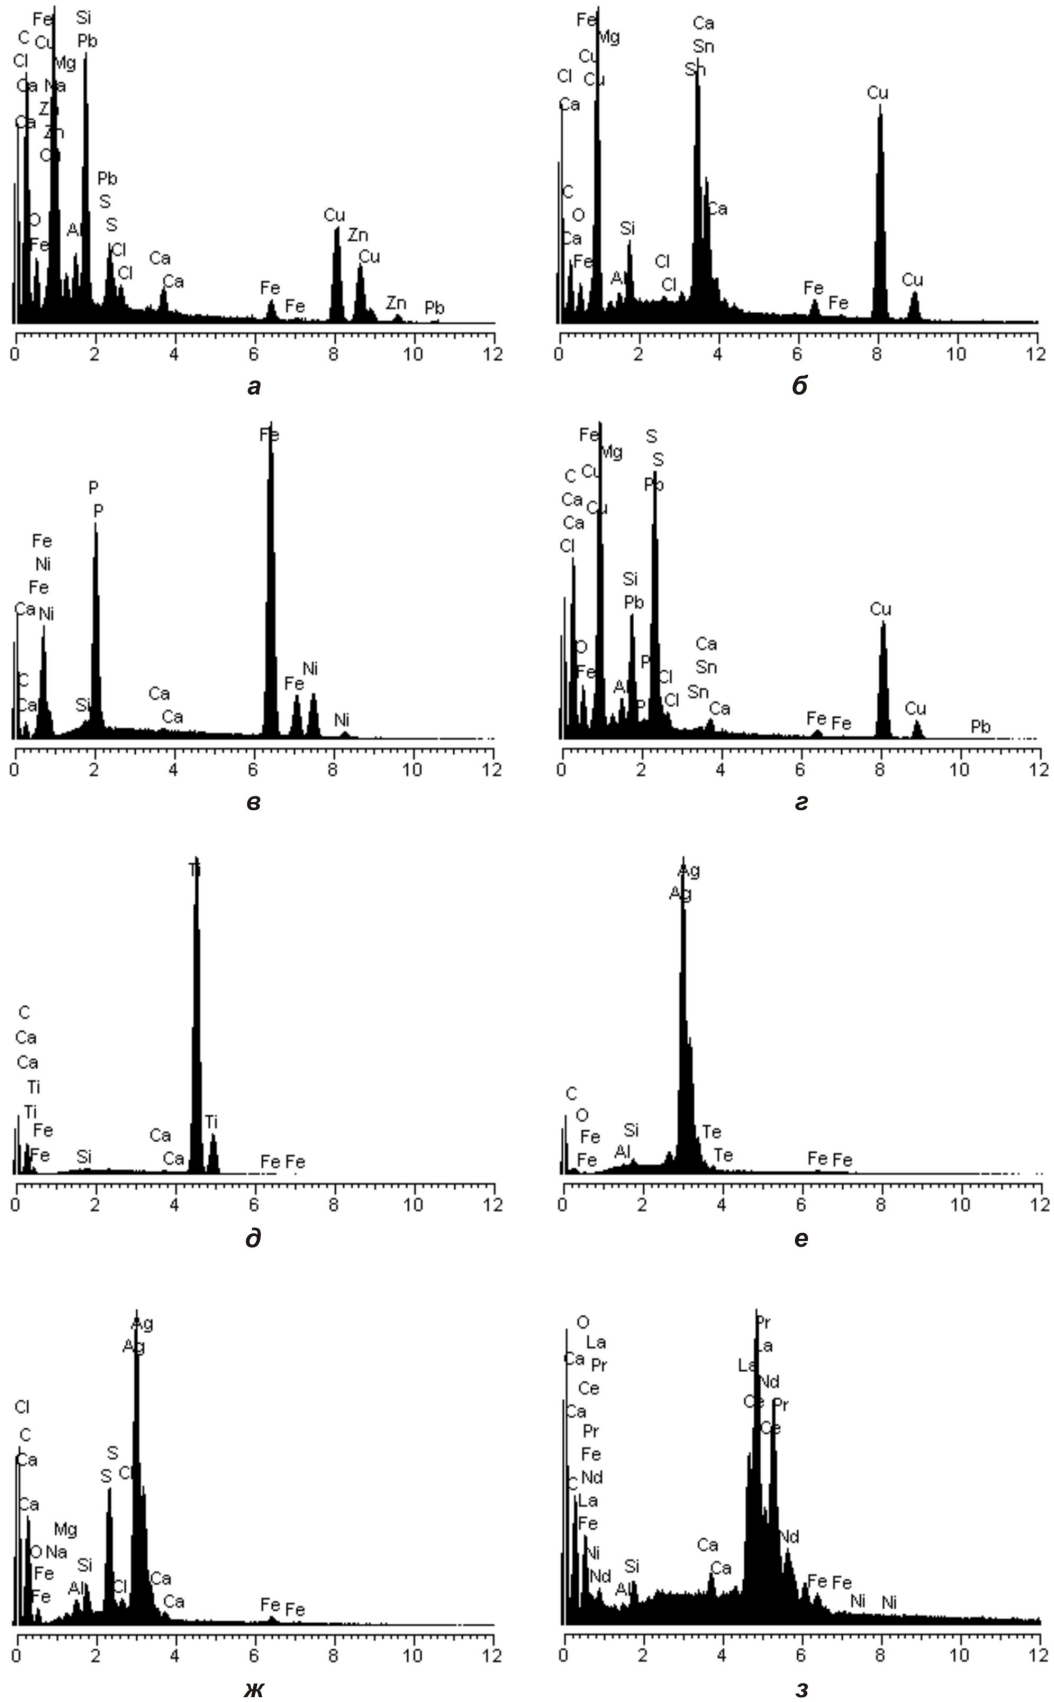 Fe Si
C Cu Pb
Cl Mg
Ca Na
Zn
Ca Zn
Cu
Pb
S
O Al S Cu
Fe Cl Zn
Cl Ca Cu
Ca
Fe Fe Zn Pb
0 2 4 6 8 10 12
а
Fe Ca
Mg Sn
Cu Sn
Cl Cu Cu
Ca
C
O Ca
Ca Si
Fe Al Cl
Cl Fe Fe Cu
0 2 4 6 8 10 12
б
Fe
P
P
Fe
Ni
Fe
Ca Ni
C Ca Fe Ni
Ca Si Ca Ni
0 2 4 6 8 10 12
в
Fe S
Mg S
C Cu Pb
Ca
Cu
Ca
Cl
Si
Pb Cu
O Ca
Fe P Sn
Al Cl Sn
P Cl Ca Fe Fe Cu Pb
0 2 4 6 8 10 12
г
Ti
C
Ca
Ca
Ti
Ti
Fe Ca Ti
Fe Si Ca Fe Fe
0 2 4 6 8 10 12
д
Ag
Ag
C
O
Fe Si Te
Fe Al Te Fe Fe
0 2 4 6 8 10 12
е
Ag
Ag
Cl
C S
Ca S Cl
Ca
Mg
O Na
Fe Si Ca
Fe Al Cl Ca Fe Fe
0 2 4 6 8 10 12
ж
O Pr
La La
Ca Pr La
Ce Nd
Ca Ce Pr
Pr Ce
Fe
C Nd
La
Fe Nd
Ni Si Ca
Nd Al Ca Fe Fe
Ni Ni
0 2 4 6 8 10 12
з